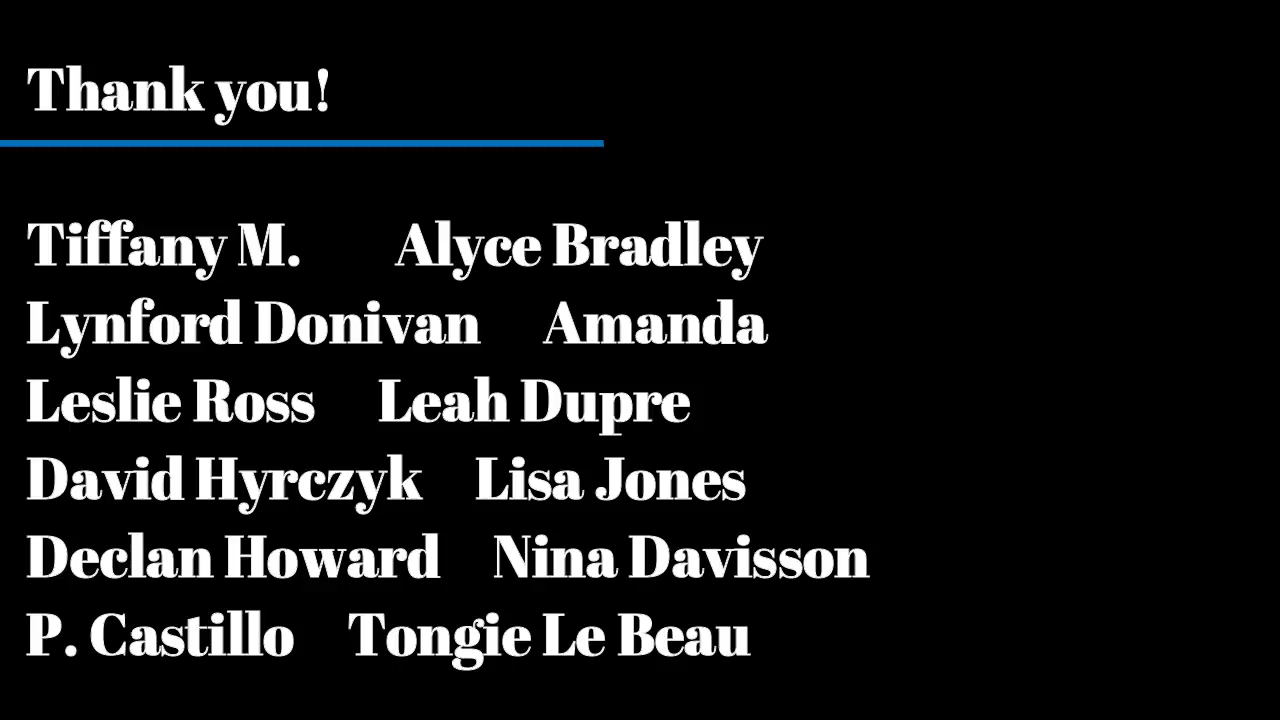 Thank you!
Tiffany M. Alyce Bradley
Lynford Donivan Amanda
Leslie Ross Leah Dupre
David Hyrczyk Lisa Jones
Declan Howard Nina Davisson
P. Castillo Tongie Le Beau